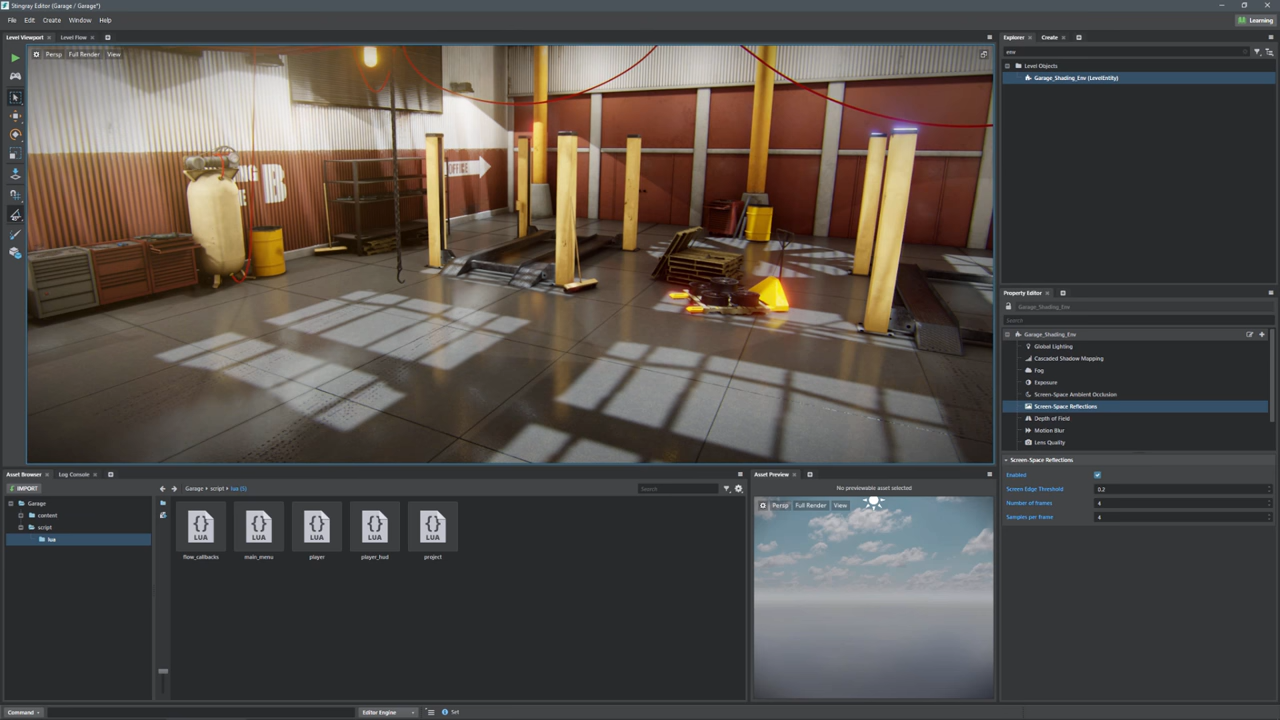 Stingray Editor (Garage / Garage*)
File Edit Create Window Help
Learning
Level Viewport Level Flow
Persp Full Render View
B
OFFICE
Explorer Create
env
Level Objects
Garage_Shading_Env (LevelEntity)
Property Editor
Garage_Shading_Env
Search
Garage_Shading_Env
Global Lighting
Cascaded Shadow Mapping
Fog
Exposure
Screen-Space Ambient Occlusion
Screen-Space Reflections
Depth of Field
Motion Blur
Lens Quality
Screen-Space Reflections
Enabled
Screen Edge Threshold 0.2
Number of frames 4
Samples per frame 4
Asset Browser Log Console
IMPORT
Garage
content
script
lua
Garage script lua (5)
Search
{} LUA {} LUA {} LUA {} LUA {} LUA
flow_callbacks main_menu player player_hud project
Asset Preview
No previewable asset selected
Persp Full Render View
Command
Editor Engine
Set